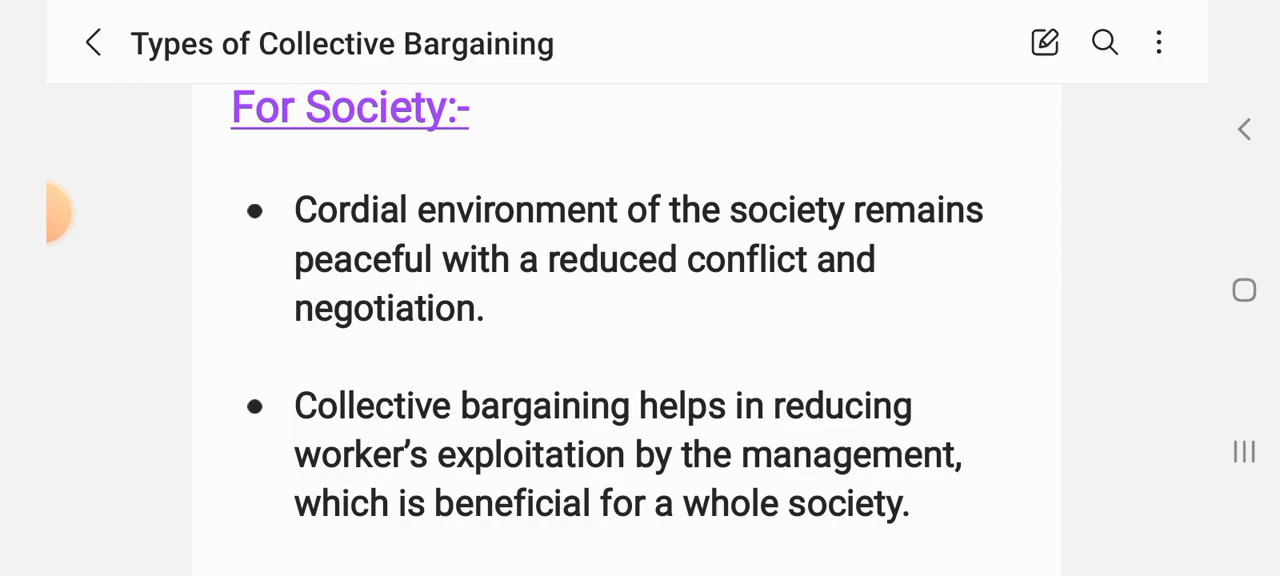 Types of Collective Bargaining
For Society:-
Cordial environment of the society remains
peaceful with a reduced conflict and
negotiation.
Collective bargaining helps in reducing
worker’s exploitation by the management,
which is beneficial for a whole society.